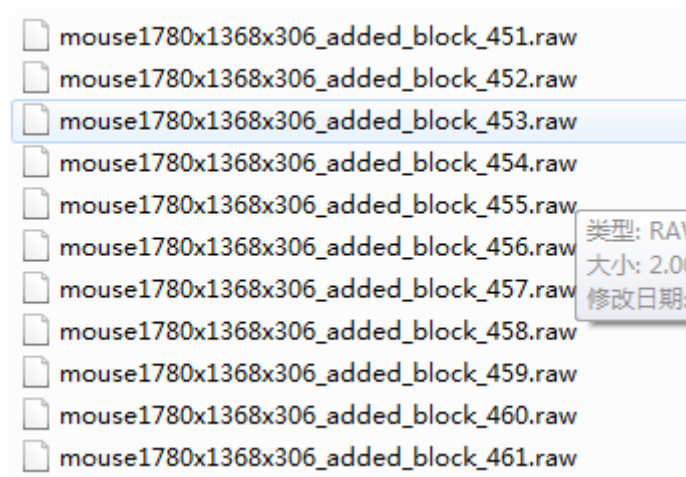 mouse1780x1368x306_added_block_451.raw
mouse1780x1368x306_added_block_452.raw
mouse1780x1368x306_added_block_453.raw
mouse1780x1368x306_added_block_454.raw
mouse1780x1368x306_added_block_455.raw
mouse1780x1368x306_added_block_456.raw
mouse1780x1368x306_added_block_457.raw
mouse1780x1368x306_added_block_458.raw
mouse1780x1368x306_added_block_459.raw
mouse1780x1368x306_added_block_460.raw
mouse1780x1368x306_added_block_461.raw
类型: RA
大小: 2.0
修改日期: